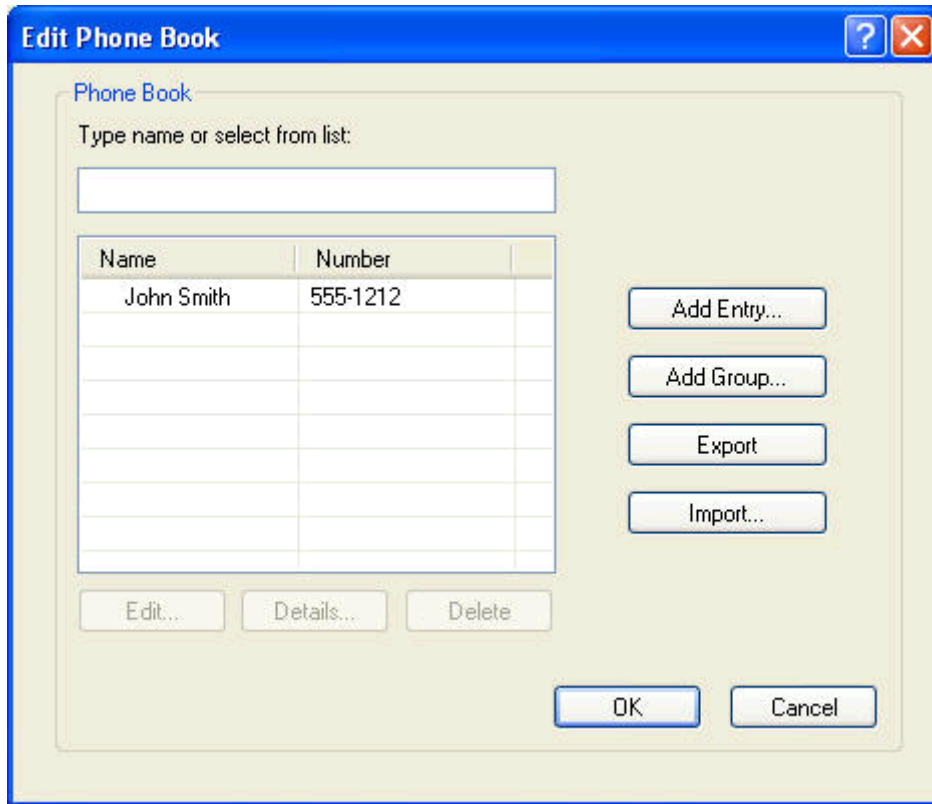 Edit Phone Book
Phone Book
Type name or select from list:
Name Number
John Smith 555-1212
Add Entry...
Add Group...
Export
Import...
Edit... Details... Delete
OK Cancel